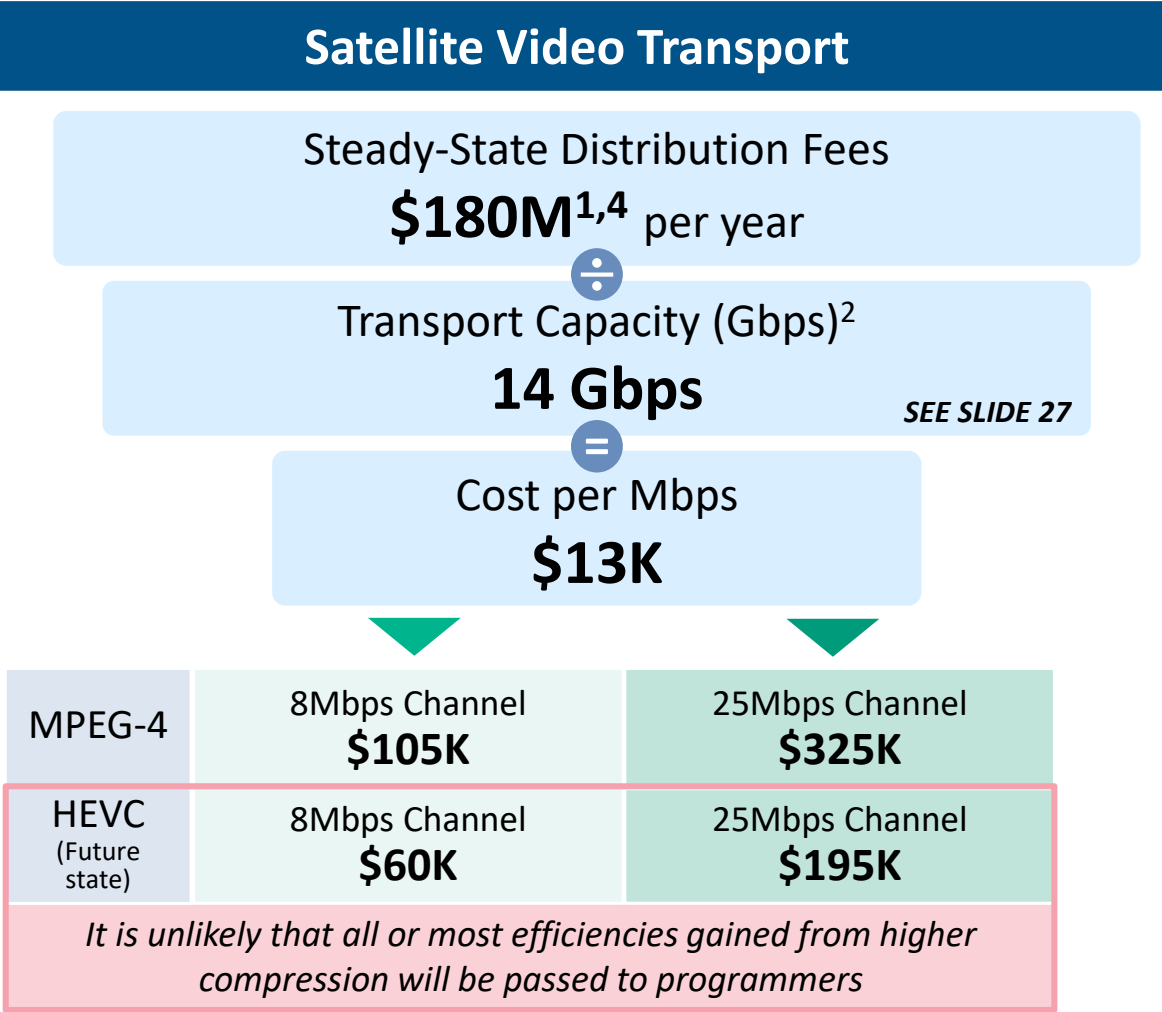 Satellite Video Transport
Steady-State Distribution Fees
$180M1,4 per year
÷
Transport Capacity (Gbps)2
14 Gbps
SEE SLIDE 27
=
Cost per Mbps
$13K
MPEG-4
8Mbps Channel
$105K
25Mbps Channel
$325K
HEVC
(Future
state)
8Mbps Channel
$60K
25Mbps Channel
$195K
It is unlikely that all or most efficiencies gained from higher
compression will be passed to programmers